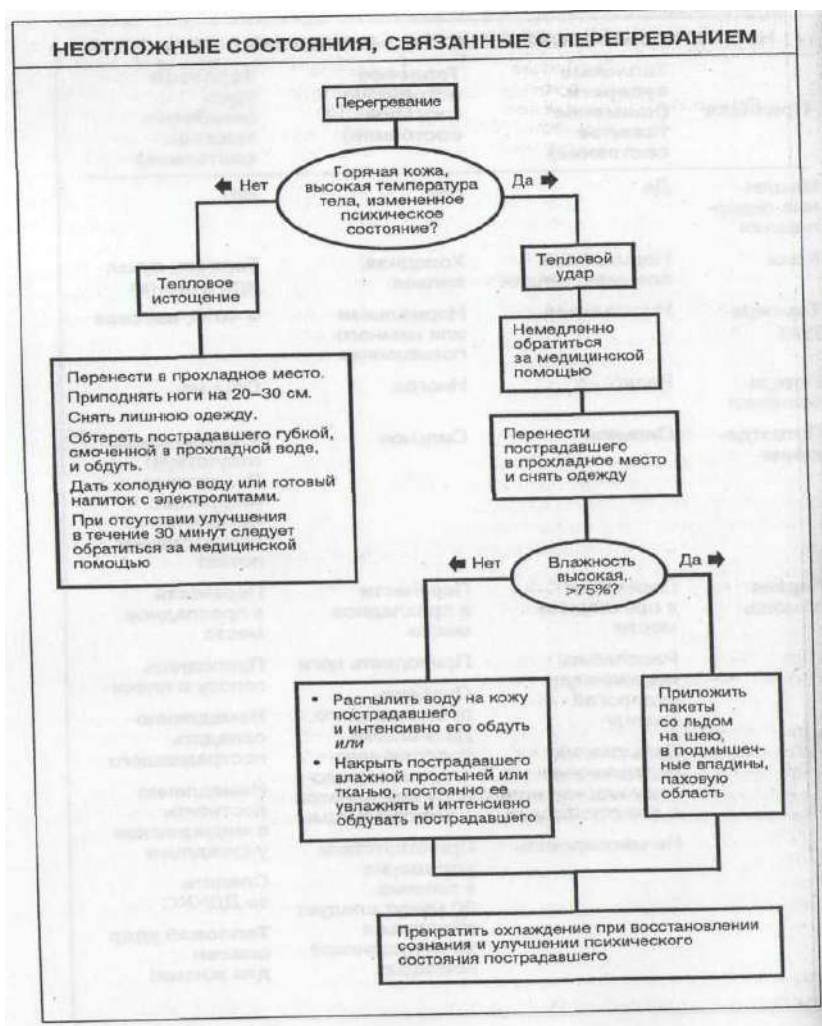 НЕОТЛОЖНЫЕ СОСТОЯНИЯ, СВЯЗАННЫЕ С ПЕРЕГРЕВАНИЕМ
Перегревание
Нет
Горячая кожа,
высокая температура
тела, измененное
психическое
состояние?
Да
Тепловое
истощение
Перенести в прохладное место.
Приподнять ноги на 20–30 см.
Снять лишнюю одежду.
Обтереть пострадавшего губкой,
смоченной в прохладной воде,
и обдуть.
Дать холодную воду или готовый
напиток с электролитами.
При отсутствии улучшения
в течение 30 минут следует
обратиться за медицинской
помощью
Тепловой
удар
Немедленно
обратиться
за медицинской
помощью
Перенести
пострадавшего
в прохладное место
и снять одежду
Нет
Влажность
высокая,
>75%?
Да
• Распылить воду на кожу
пострадавшего
и интенсивно его обдуть
или
• Накрыть пострадавшего
влажной простыней или
тканью, постоянно ее
увлажнять и интенсивно
обдувать пострадавшего
Приложить
пакеты
со льдом
на шею,
в подмышеч-
ные впадины,
паховую
область
Прекратить охлаждение при восстановлении
сознания и улучшении психического
состояния пострадавшего